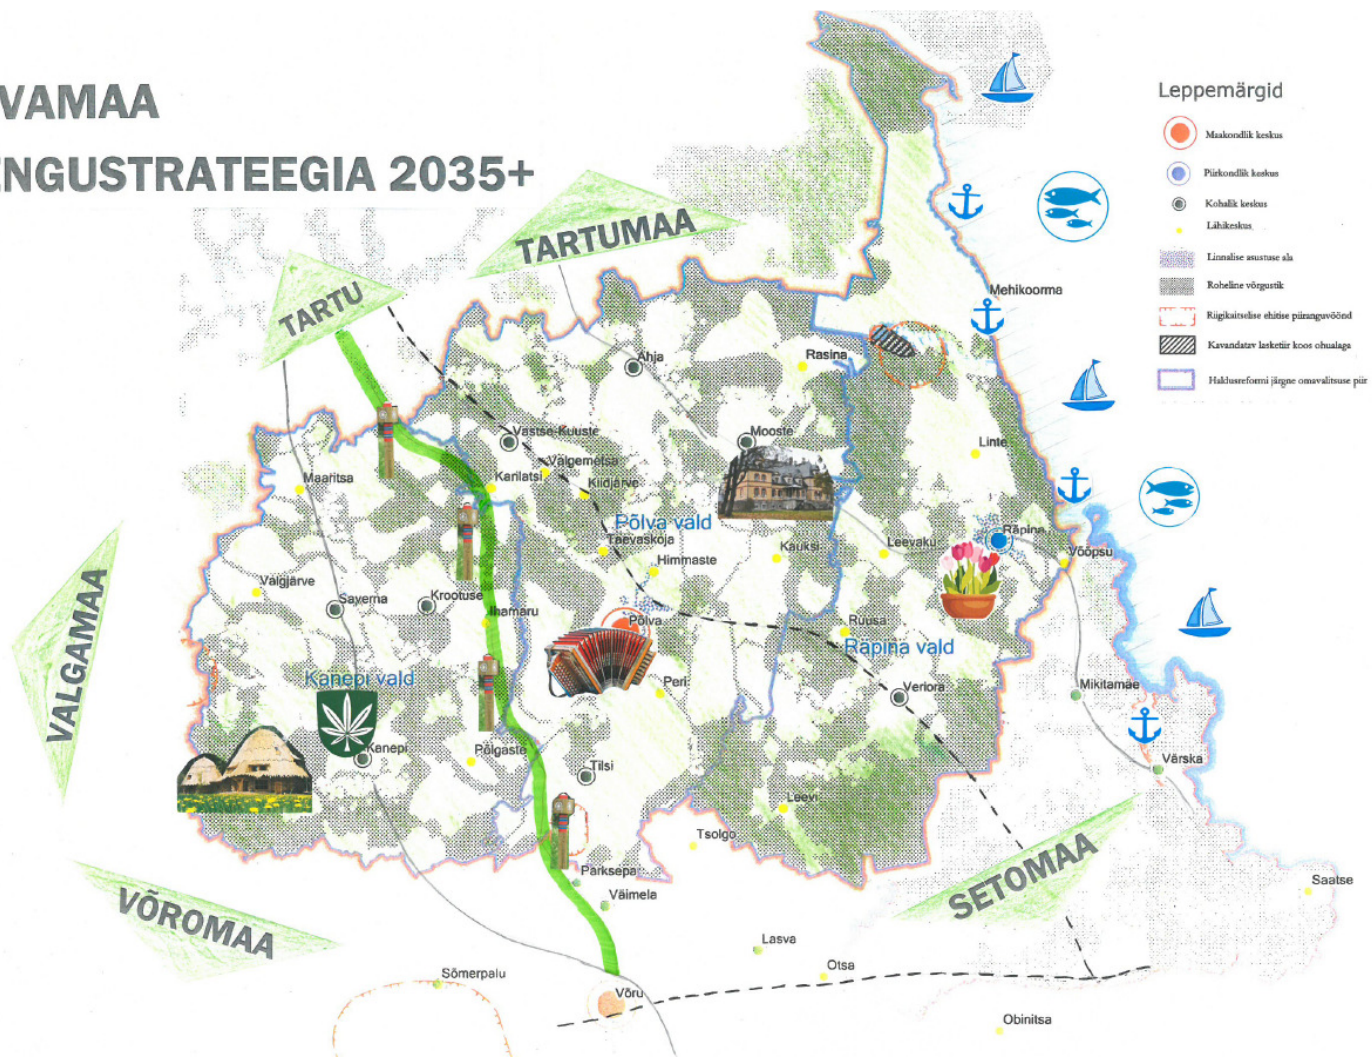 VAMAA
NGUSTRATEEGIA 2035+
Leppemärgid
Maakondlik keskus
Piirkondlik keskus
Kohalik keskus
Lähikeskus
Linnalise asustuse ala
Roheline võrgustik
Riigikaitselise ehitise piiranguvöönd
Kavandatav lasketiir koos ohualaga
Haldusreformi järgne omavalitsuse piir
TARTUMAA
TARTU
Mehikoorma
Ahja
Rasina
Vastse-Kuuste
Mooste
Valgemetsa
Linte
Maaritsa
Karilatsi
Kiidjärve
Põlva vald
Räpina
Taevaskoja
Kauksi
Leevaku
Võõpsu
Himmaste
Valgjärve
Saverna
Krootuse
Ihamaru
Põlva
Ruusa
Räpina vald
VALGAMAA
Kanepi vald
Peri
Veriora
Mikitamäe
Kanepi
Põlgaste
Tilsi
Värska
Leevi
Tsolgo
SETOMAA
Parksepa
Väimela
Saatse
VÕROMAA
Lasva
Otsa
Sõmerpalu
Võru
Obinitsa